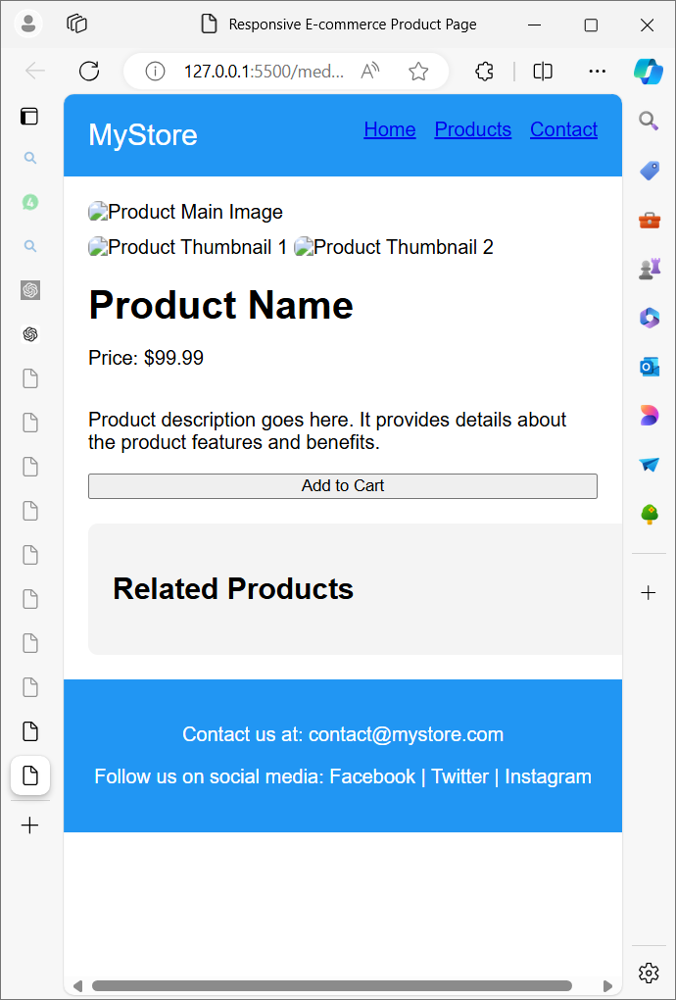 Responsive E-commerce Product Page
127.0.0.1:5500/med...
MyStore
Home Products Contact
Product Main Image
Product Thumbnail 1 Product Thumbnail 2
Product Name
Price: $99.99
Product description goes here. It provides details about
the product features and benefits.
Add to Cart
Related Products
Contact us at: contact@mystore.com
Follow us on social media: Facebook | Twitter | Instagram